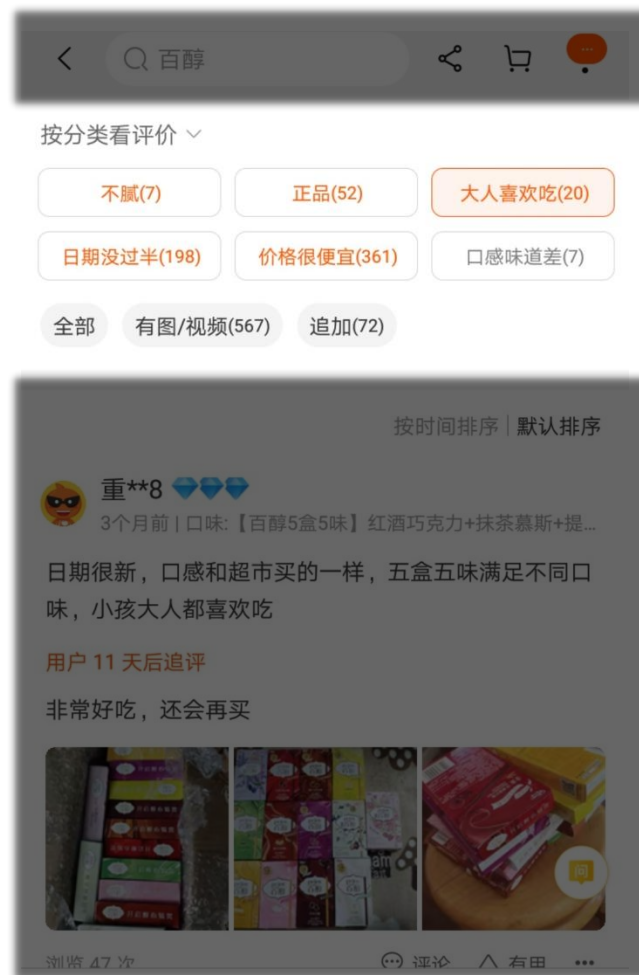 百醇
按分类看评价
不腻(7)
正品(52)
大人喜欢吃(20)
日期没过半(198)
价格很便宜(361)
口感味道差(7)
全部
有图/视频(567)
追加(72)
按时间排序 | 默认排序
重**8
3个月前 | 口味:【百醇5盒5味】红酒巧克力+抹茶慕斯+提...
日期很新，口感和超市买的一样，五盒五味满足不同口
味，小孩大人都喜欢吃
用户 11 天后追评
非常好吃，还会再买
问
浏览 47 次
评论
有用